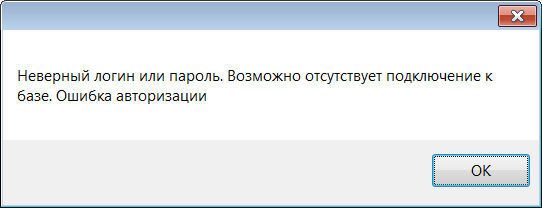 Неверный логин или пароль. Возможно отсутствует подключение к
базе. Ошибка авторизации
OK